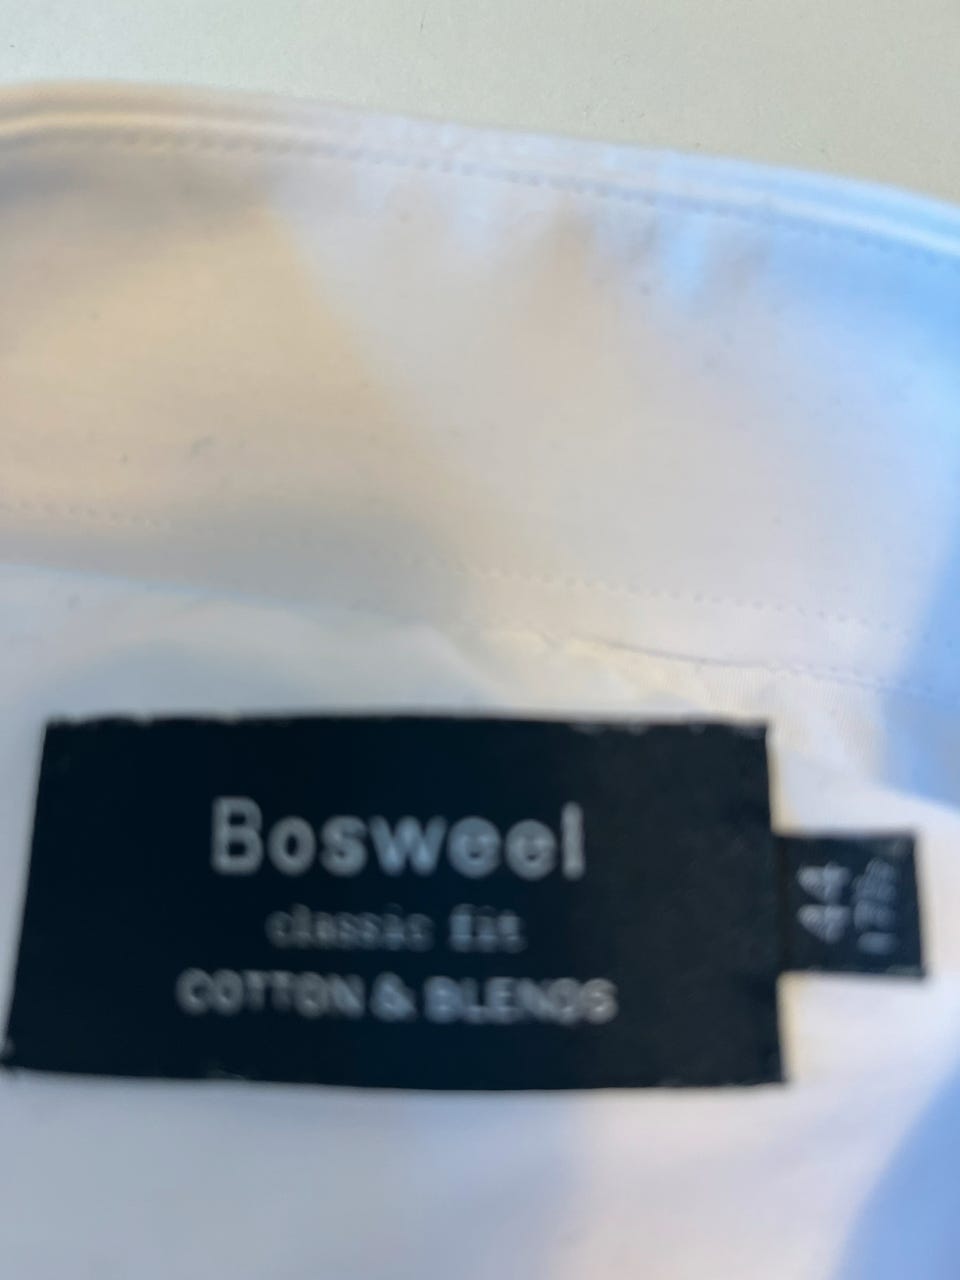 Bosweel
classic fit
COTTON & BLENDS
44